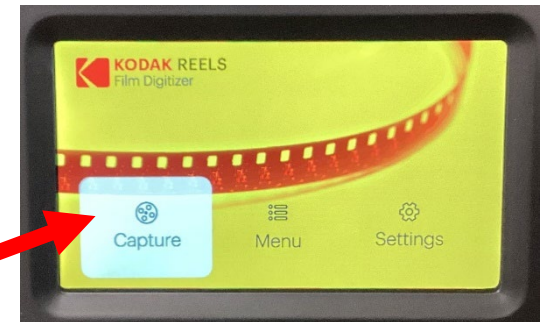 KODAK REELS
Film Digitizer
Capture
Menu
Settings